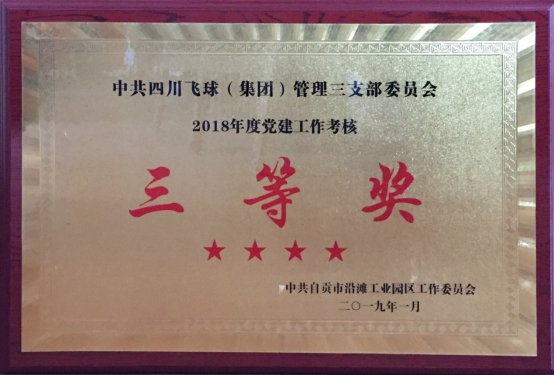 中共四川飞球（集团）管理三支部委员会
2018年度党建工作考核
三等奖
中共自贡市沿滩工业园区工作委员会
二〇一九年一月